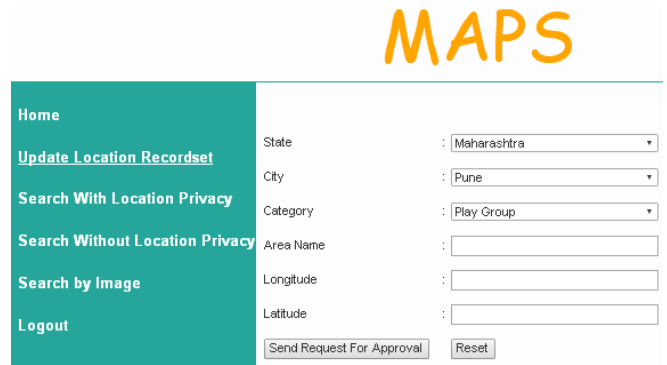 MAPS
Home
Update Location Recordset
Search With Location Privacy
Search Without Location Privacy
Search by Image
Logout
State : Maharashtra
City : Pune
Category : Play Group
Area Name :
Longitude :
Latitude :
Send Request For Approval Reset